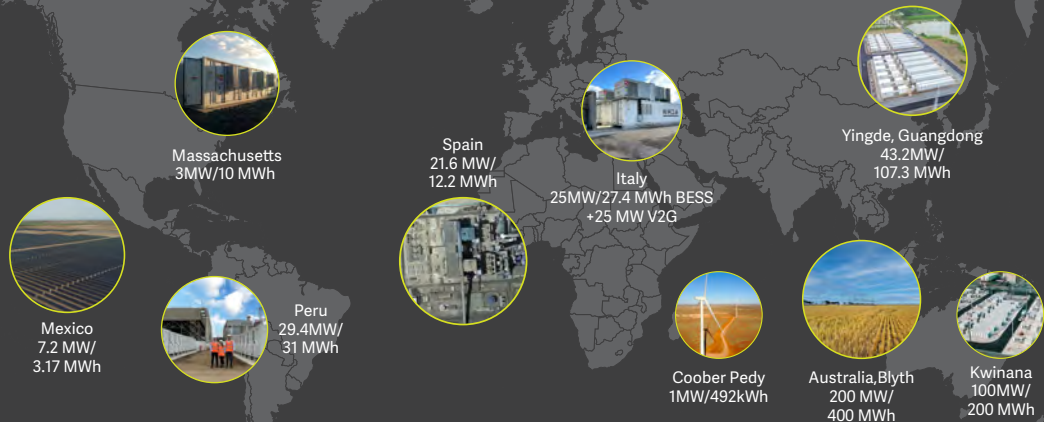 Massachusetts
3MW/10 MWh
Mexico
7.2 MW/
3.17 MWh
Peru
29.4MW/
31 MWh
Spain
21.6 MW/
12.2 MWh
Italy
25MW/27.4 MWh BESS
+25 MW V2G
Yingde, Guangdong
43.2MW/
107.3 MWh
Coober Pedy
1MW/492kWh
Australia,Blyth
200 MW/
400 MWh
Kwinana
100MW/
200 MWh